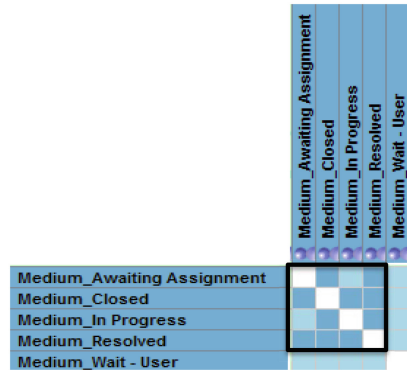 Medium_Awaiting Assignment
Medium_Closed
Medium_In Progress
Medium_Resolved
Medium_Wait - User
Medium_Awaiting Assignment
Medium_Closed
Medium_In Progress
Medium_Resolved
Medium_Wait - User